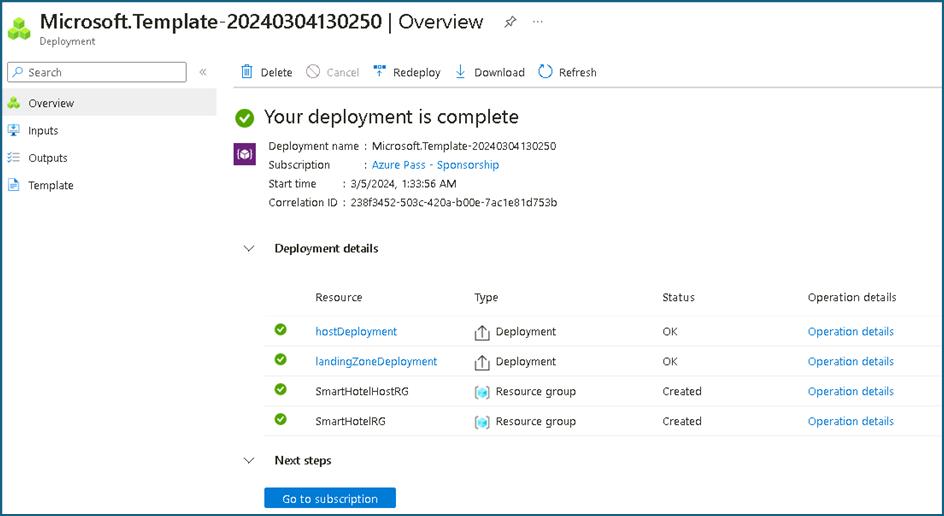 Microsoft.Template-20240304130250 | Overview
Deployment
Search
Overview
Inputs
Outputs
Template
Delete Cancel Redeploy Download Refresh
Your deployment is complete
Deployment name : Microsoft.Template-20240304130250
Subscription : Azure Pass - Sponsorship
Start time : 3/5/2024, 1:33:56 AM
Correlation ID : 238f3452-503c-420a-b00e-7ac1e81d753b
Deployment details
Resource Type Status Operation details
hostDeployment Deployment OK Operation details
landingZoneDeployment Deployment OK Operation details
SmartHotelHostRG Resource group Created Operation details
SmartHotelRG Resource group Created Operation details
Next steps
Go to subscription